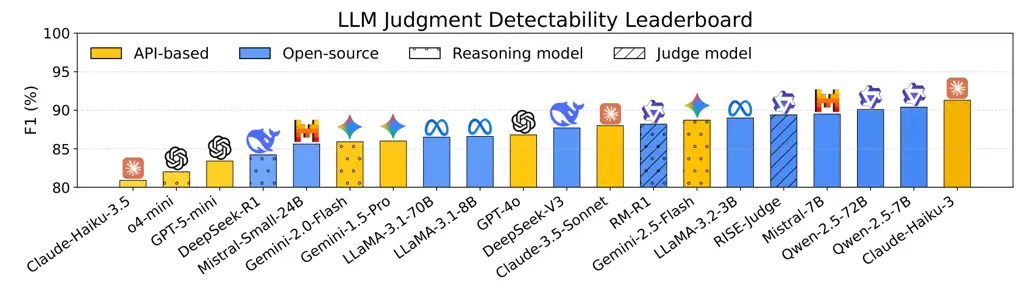 LLM Judgment Detectability Leaderboard
API-based
Open-source
Reasoning model
Judge model
F1 (%)
100
95
90
85
80
Claude-Haiku-3.5
o4-mini
GPT-5-mini
DeepSeek-R1
Mistral-Small-24B
Gemini-2.0-Flash
Gemini-1.5-Pro
LLaMA-3.1-70B
LLaMA-3.1-8B
GPT-4o
DeepSeek-V3
Claude-3.5-Sonnet
RM-R1
Gemini-2.5-Flash
LLaMA-3.2-3B
RISE-Judge
Mistral-7B
Qwen-2.5-72B
Qwen-2.5-7B
Claude-Haiku-3